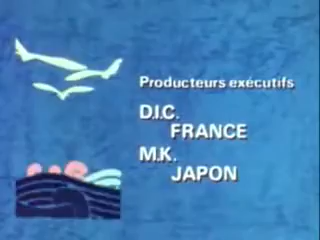 Producteurs exécutifs
D.I.C.
FRANCE
M.K.
JAPON